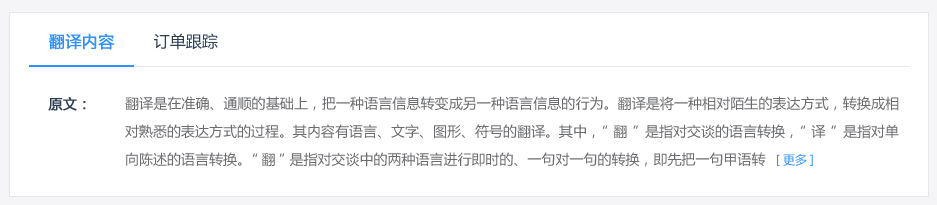 翻译内容 订单跟踪
原文： 翻译是在准确、通顺的基础上，把一种语言信息转变成另一种语言信息的行为。翻译是将一种相对陌生的表达方式，转换成相
对熟悉的表达方式的过程。其内容有语言、文字、图形、符号的翻译。其中，“ 翻 ” 是指对交谈的语言转换，“ 译 ” 是指对单
向陈述的语言转换。“ 翻 ” 是指对交谈中的两种语言进行即时的、一句对一句的转换，即先把一句甲语转 [ 更多 ]